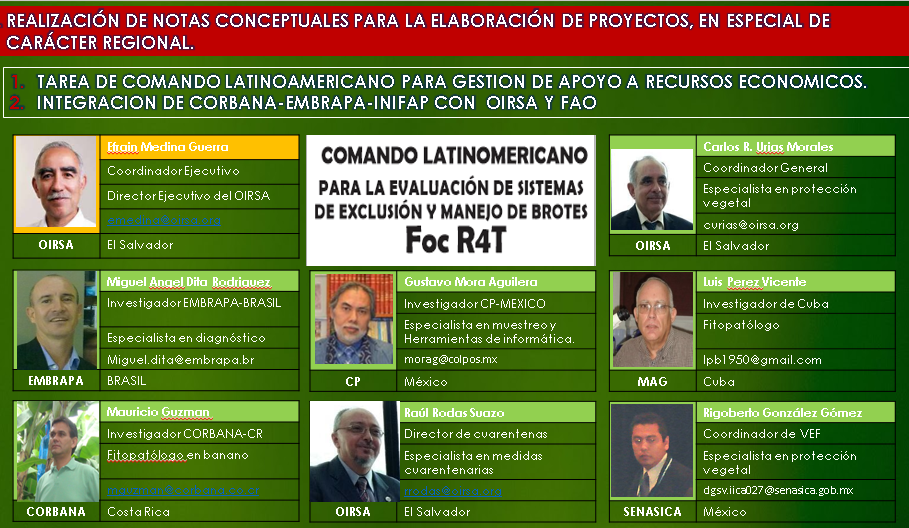 REALIZACIÓN DE NOTAS CONCEPTUALES PARA LA ELABORACIÓN DE PROYECTOS, EN ESPECIAL DE
CARÁCTER REGIONAL.
1. TAREA DE COMANDO LATINOAMERICANO PARA GESTION DE APOYO A RECURSOS ECONOMICOS.
2. INTEGRACION DE CORBANA-EMBRAPA-INIFAP CON OIRSA Y FAO
Efrain Medina Guerra
Coordinador Ejecutivo
Director Ejecutivo del OIRSA
OIRSA
El Salvador
COMANDO LATINOMERICANO
PARA LA EVALUACIÓN DE SISTEMAS
DE EXCLUSIÓN Y MANEJO DE BROTES
Foc R4T
Carlos R. Urias Morales
Coordinador General
Especialista en protección
vegetal
curias@oirsa.org
OIRSA
El Salvador
Miguel Angel Dita Rodriguez
Investigador EMBRAPA-BRASIL
Especialista en diagnóstico
Miguel.dita@embrapa.br
EMBRAPA
BRASIL
Gustavo Mora Aguilera
Investigador CP-MEXICO
Especialista en muestreo y
Herramientas de informática.
morag@colpos.mx
CP
México
Luis Perez Vicente
Investigador de Cuba
Fitopatólogo
lpb1950@gmail.com
MAG
Cuba
Mauricio Guzman
Investigador CORBANA-CR
Fitopatólogo en banano
CORBANA
Costa Rica
Raúl Rodas Suazo
Director de cuarentenas
Especialista en medidas
cuarentenarias
OIRSA
El Salvador
Rigoberto González Gómez
Coordinador de VEF
Especialista en protección
vegetal
dgsv.iica027@senasica.gob.mx
SENASICA
México